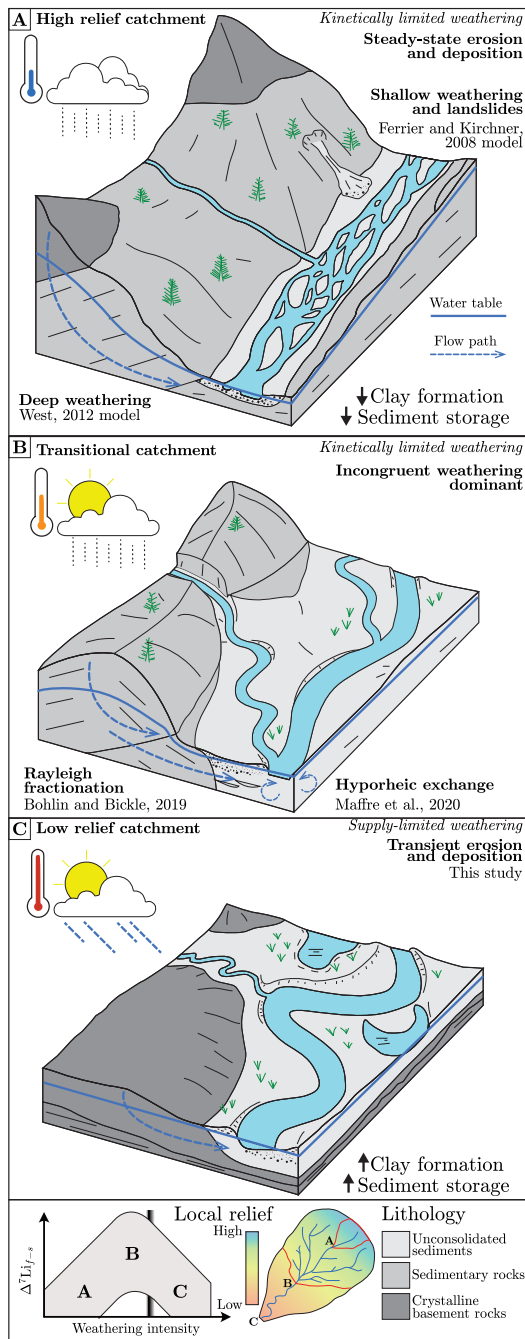 A High relief catchment
Kinetically limited weathering
Steady-state erosion
and deposition
Shallow weathering
and landslides
Ferrier and Kirchner,
2008 model
Water table
Flow path
Deep weathering
West, 2012 model
Clay formation
Sediment storage
B Transitional catchment
Kinetically limited weathering
Incongruent weathering
dominant
Rayleigh
fractionation
Bohlin and Bickle, 2019
Hyporheic exchange
Maffre et al., 2020
C Low relief catchment
Supply-limited weathering
Transient erosion
and deposition
This study
Clay formation
Sediment storage
Δ⁷Li f−s
A
B
C
Weathering intensity
Local relief
High
Low
A
B
C
Lithology
Unconsolidated
sediments
Sedimentary rocks
Crystalline
basement rocks